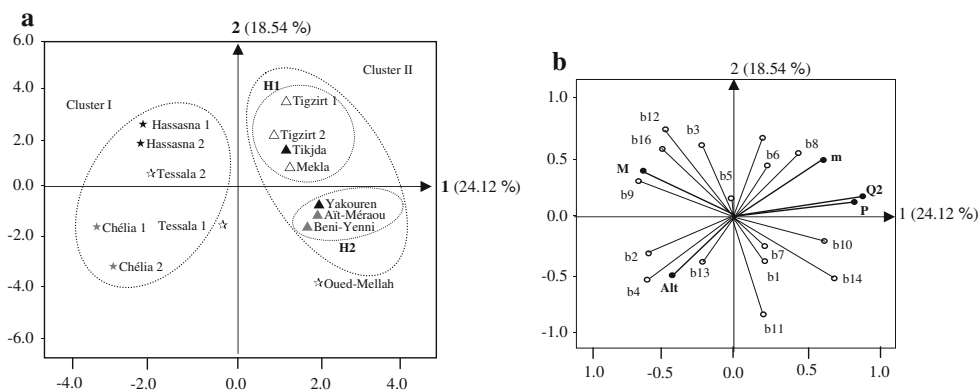 a
2 (18.54 %)
6.0
4.0
2.0
0.0
-2.0
-4.0
-6.0
Cluster I
Cluster II
H1
Tigzirt 1
Hassasna 1
Hassasna 2
Tigzirt 2
Tikjda
Tessala 2
Mekla
1 (24.12 %)
Yakouren
Aït-Méraou
Beni-Yenni
Chélia 1
Tessala 1
H2
Chélia 2
Oued-Mellah
-4.0
-2.0
0.0
2.0
4.0
b
2 (18.54 %)
1.0
0.5
0.0
-0.5
-1.0
b12
b16
b3
b8
b6
m
M
b5
b9
Q2
P
1 (24.12 %)
b10
b2
b7
b13
b1
b14
b4
Alt
b11
1.0
-0.5
0.0
0.5
1.0